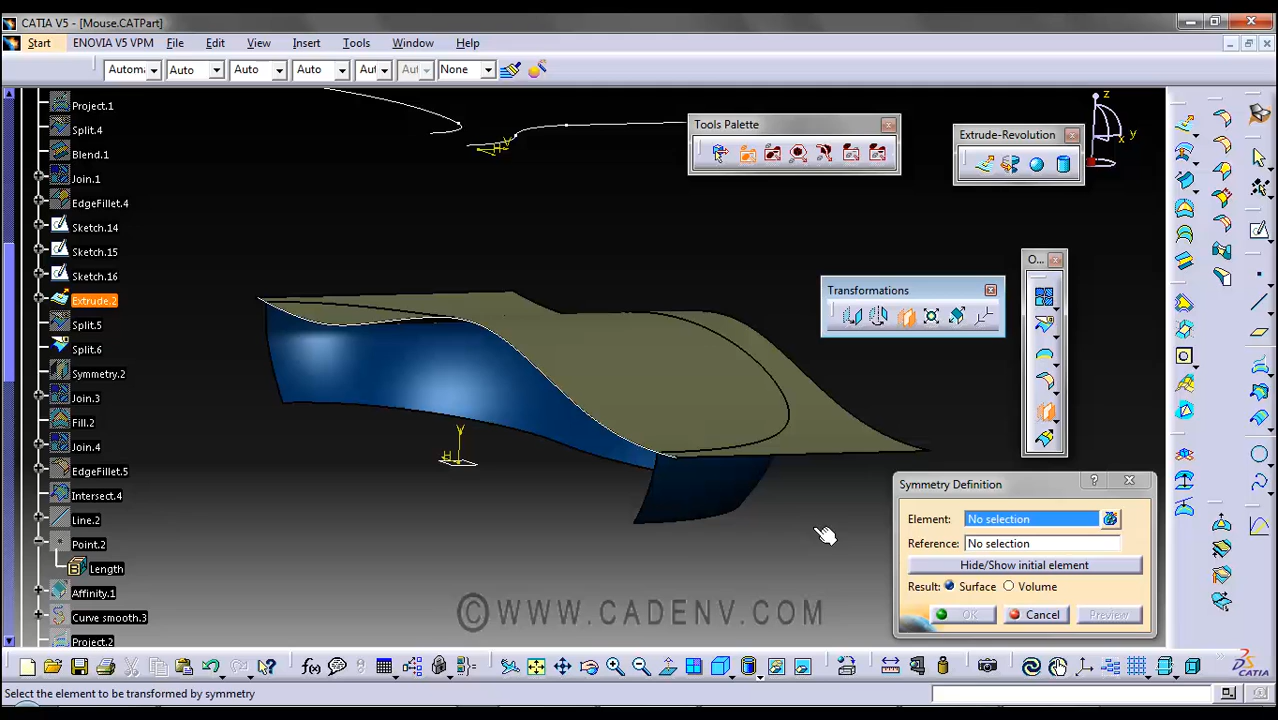 CATIA V5 - [Mouse.CATPart]
Start ENOVIA V5 VPM File Edit View Insert Tools Window Help
Auto Auto Auto None
Project.1
Split.4
Blend.1
Join.1
EdgeFillet.4
Sketch.14
Sketch.15
Sketch.16
Extrude.2
Split.5
Split.6
Symmetry.2
Join.3
Fill.2
Join.4
EdgeFillet.5
Intersect.4
Line.2
Point.2
Length
Affinity.1
Curve smooth.3
Project.2
Tools Palette
Extrude-Revolution
Transformations
O...
z
y
x
Y
H
Symmetry Definition
?
Element: No selection
Reference: No selection
Hide/Show initial element
Result: Surface Volume
OK Cancel Preview
©WWW.CADENV.COM
f(x)
CATIA
Select the element to be transformed by symmetry